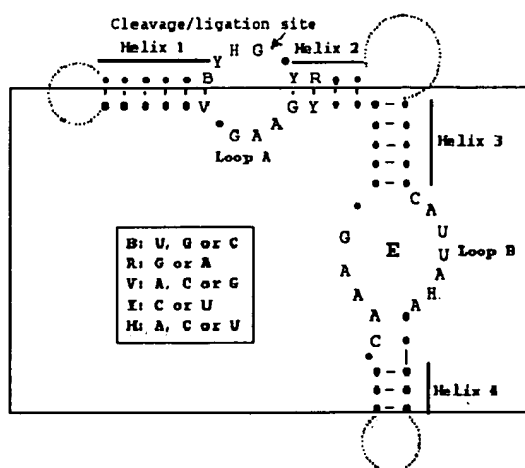 Cleavage/ligation site
Helix 1
Y H G
Helix 2
B
Y R
V
G Y
G A A
Loop A
Helix 3
C
A
U
U
A
H
A
Loop B
E
G
A
A
A
C
B: U, G or C
R: G or A
V: A, C or G
Y: C or U
H: A, C or U
Helix 4